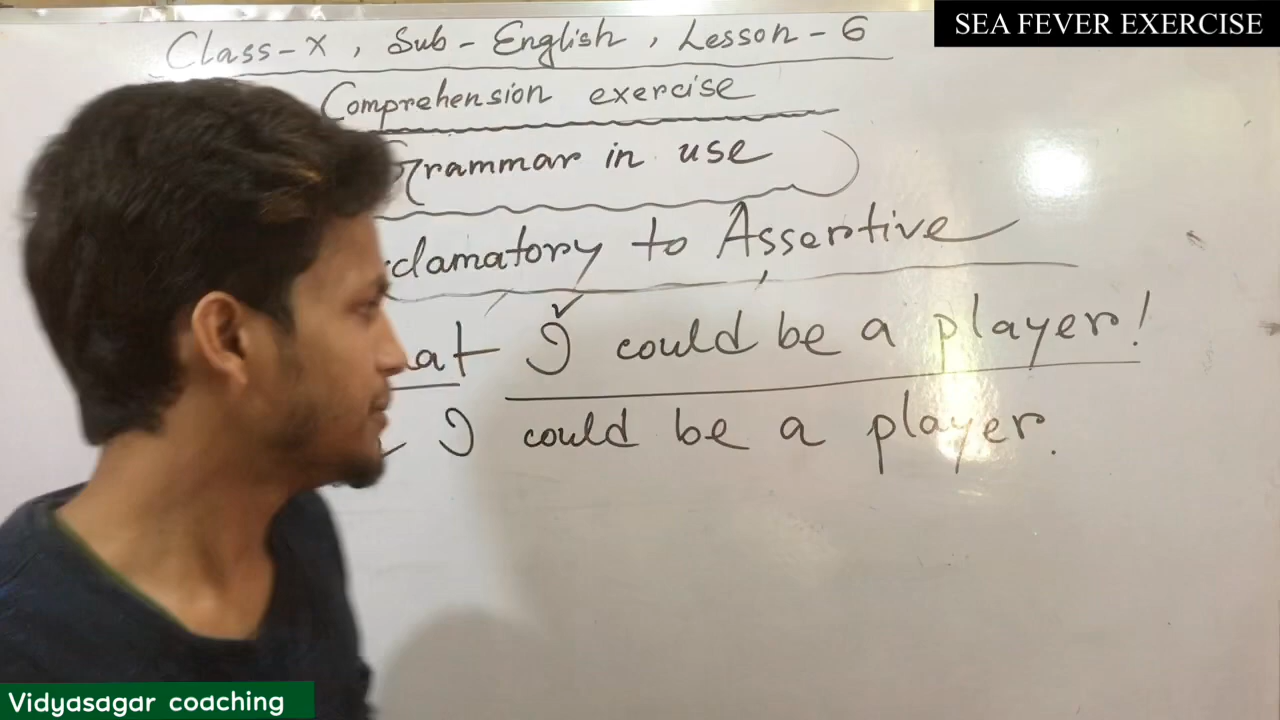 SEA FEVER EXERCISE
Class-X, Sub-English, Lesson-6
Comprehension exercise
Grammar in use
clamatory to Assertive
at I could be a player!
I could be a player.
Vidyasagar coaching